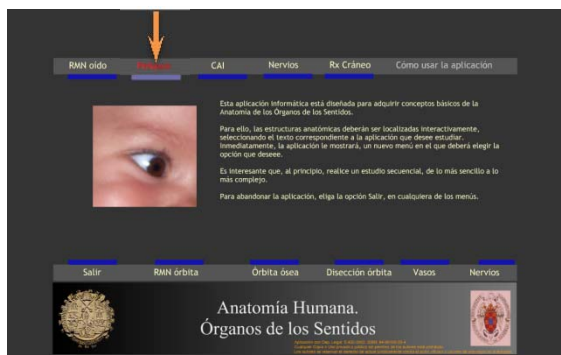 RMN oído CAI Nervios Rx Cráneo Cómo usar la aplicación
Esta aplicación informática está diseñada para adquirir conceptos básicos de la
Anatomía de los Órganos de los Sentidos.
Para ello, las estructuras anatómicas deberán ser localizadas interactivamente,
seleccionando el texto correspondiente a la aplicación que desee estudiar.
Inmediatamente, la aplicación le mostrará, un nuevo menú en el que deberá elegir la
opción que deseee.
Es interesante que, al principio, realice un estudio secuencial, de lo más sencillo a lo
más complejo.
Para abandonar la aplicación, eliga la opción Salir, en cualquiera de los menús.
Salir RMN órbita Órbita ósea Disección órbita Vasos Nervios
Anatomía Humana.
Órganos de los Sentidos